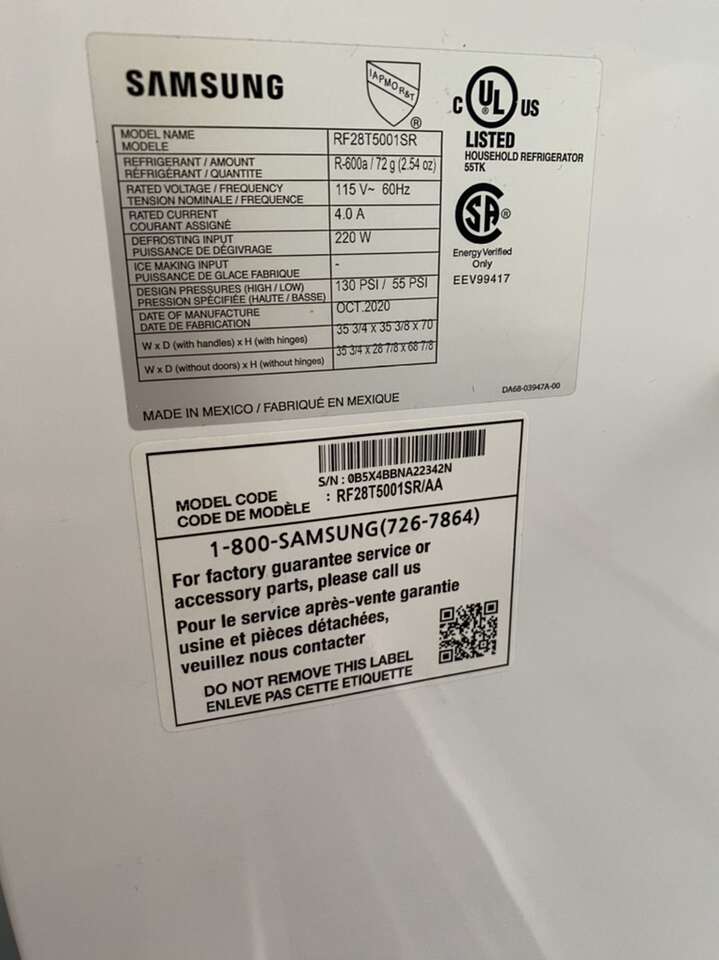 SAMSUNG
IAPMO R&T
®
C UL US
®
LISTED
HOUSEHOLD REFRIGERATOR
55TK
MODEL NAME
MODELE
RF28T5001SR
REFRIGERANT / AMOUNT
RÉFRIGÉRANT / QUANTITE
R-600a / 72 g (2.54 oz)
RATED VOLTAGE / FREQUENCY
TENSION NOMINALE / FREQUENCE
115 V~ 60Hz
RATED CURRENT
COURANT ASSIGNÉ
4.0 A
DEFROSTING INPUT
PUISSANCE DE DÉGIVRAGE
220 W
ICE MAKING INPUT
PUISSANCE DE GLACE FABRIQUE
-
DESIGN PRESSURES (HIGH / LOW)
PRESSION SPÉCIFIÉE (HAUTE / BASSE)
130 PSI / 55 PSI
DATE OF MANUFACTURE
DATE DE FABRICATION
OCT.2020
W x D (with handles) x H (with hinges)
35 3/4 x 35 3/8 x 70
W x D (without doors) x H (without hinges)
35 3/4 x 28 7/8 x 68 7/8
SA ®
Energy Verified
Only
EEV99417
MADE IN MEXICO / FABRIQUÉ EN MEXIQUE
DA68-03947A-00
S/N : 0B5X4BBNA22342N
MODEL CODE
CODE DE MODÈLE
: RF28T5001SR/AA
1-800-SAMSUNG(726-7864)
For factory guarantee service or
accessory parts, please call us
Pour le service après-vente garantie
usine et pièces détachées,
veuillez nous contacter
DO NOT REMOVE THIS LABEL
ENLEVE PAS CETTE ETIQUETTE